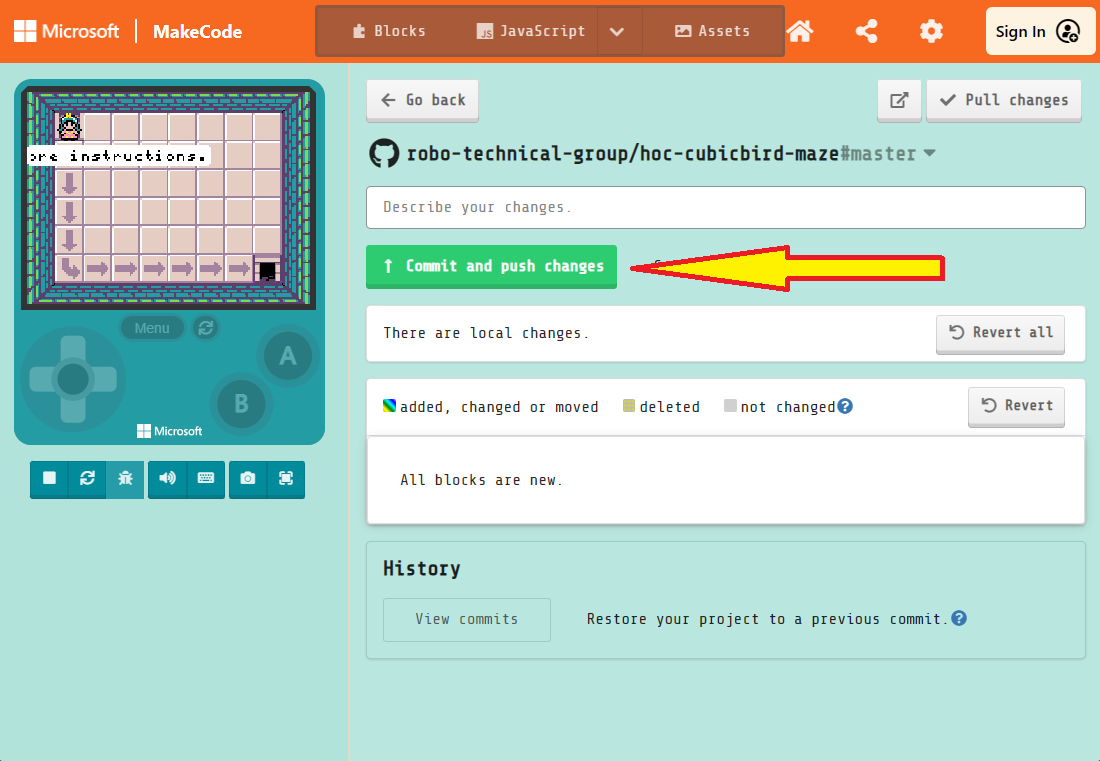 Microsoft MakeCode Blocks JavaScript Assets Sign In
Go back Pull changes
robo-technical-group/hoc-cubicbird-maze#master
ore instructions.
Describe your changes.
Commit and push changes
There are local changes. Revert all
Menu
A
added, changed or moved deleted not changed Revert
B
Microsoft
All blocks are new.
History
View commits Restore your project to a previous commit.